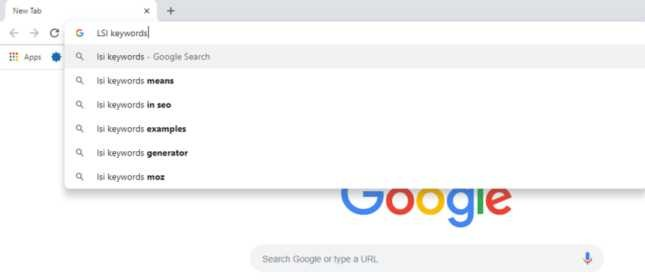 New Tab
LSI keywords
Apps
lsi keywords - Google Search
lsi keywords means
lsi keywords in seo
lsi keywords examples
lsi keywords generator
lsi keywords moz
Google
Search Google or type a URL